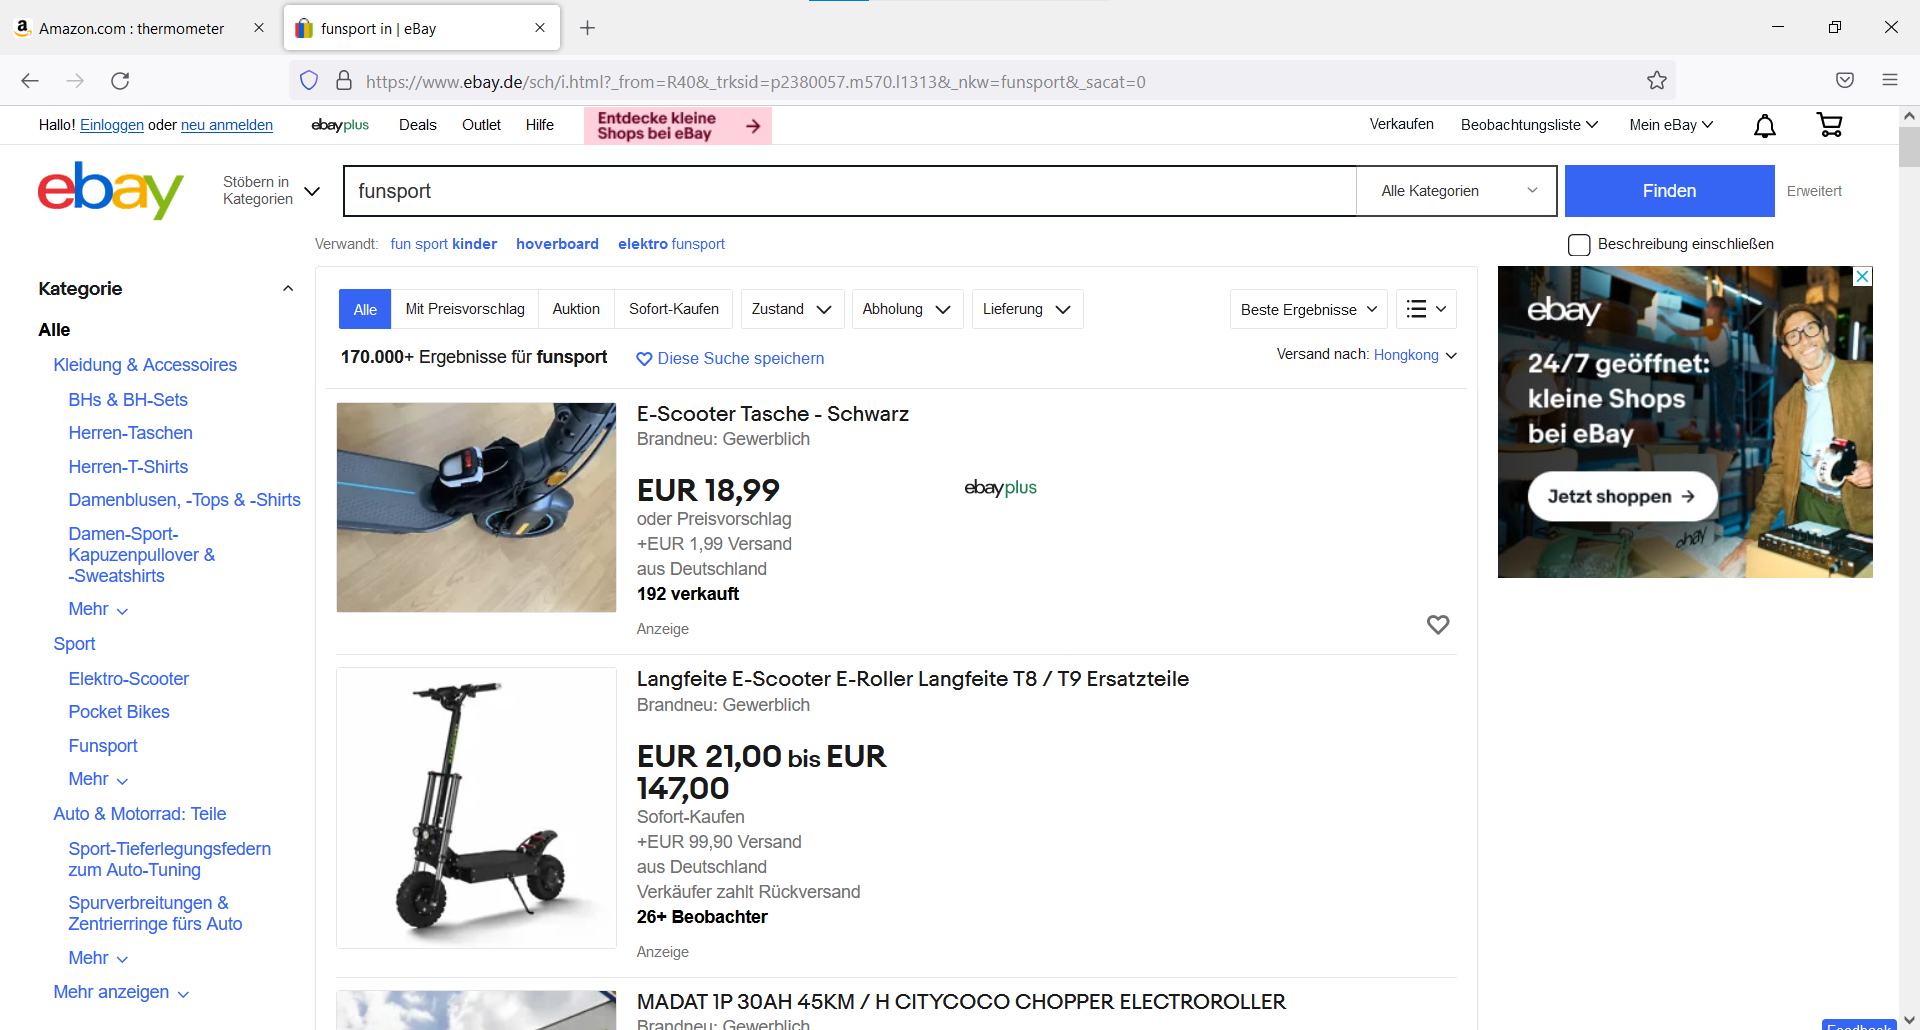 Amazon.com : thermometer
funsport in | eBay
https://www.ebay.de/sch/i.html?_from=R40&_trksid=p2380057.m570.l1313&_nkw=funsport&_sacat=0
Hallo! Einloggen oder neu anmelden
ebayplus
Deals
Outlet
Hilfe
Entdecke kleine
Shops bei eBay
Verkaufen
Beobachtungsliste
Mein eBay
ebay
Stöbern in
Kategorien
funsport
Alle Kategorien
Finden
Erweitert
Verwandt: fun sport kinder hoverboard elektro funsport
Beschreibung einschließen
Kategorie
Alle
Kleidung & Accessoires
BHs & BH-Sets
Herren-Taschen
Herren-T-Shirts
Damenblusen, -Tops & -Shirts
Damen-Sport-
Kapuzenpullover &
-Sweatshirts
Mehr
Sport
Elektro-Scooter
Pocket Bikes
Funsport
Mehr
Auto & Motorrad: Teile
Sport-Tieferlegungsfedern
zum Auto-Tuning
Spurverbreitungen &
Zentrierringe fürs Auto
Mehr
Mehr anzeigen
Alle
Mit Preisvorschlag
Auktion
Sofort-Kaufen
Zustand
Abholung
Lieferung
Beste Ergebnisse
170.000+ Ergebnisse für funsport
Diese Suche speichern
Versand nach: Hongkong
E-Scooter Tasche - Schwarz
Brandneu: Gewerblich
EUR 18,99
ebayplus
oder Preisvorschlag
+EUR 1,99 Versand
aus Deutschland
192 verkauft
Anzeige
Langfeite E-Scooter E-Roller Langfeite T8 / T9 Ersatzteile
Brandneu: Gewerblich
EUR 21,00 bis EUR
147,00
Sofort-Kaufen
+EUR 99,90 Versand
aus Deutschland
Verkäufer zahlt Rückversand
26+ Beobachter
Anzeige
MADAT 1P 30AH 45KM / H CITYCOCO CHOPPER ELECTROROLLER
Brandneu: Gewerblich
ebay
24/7 geöffnet:
kleine Shops
bei eBay
Jetzt shoppen →
ebay
Feedback